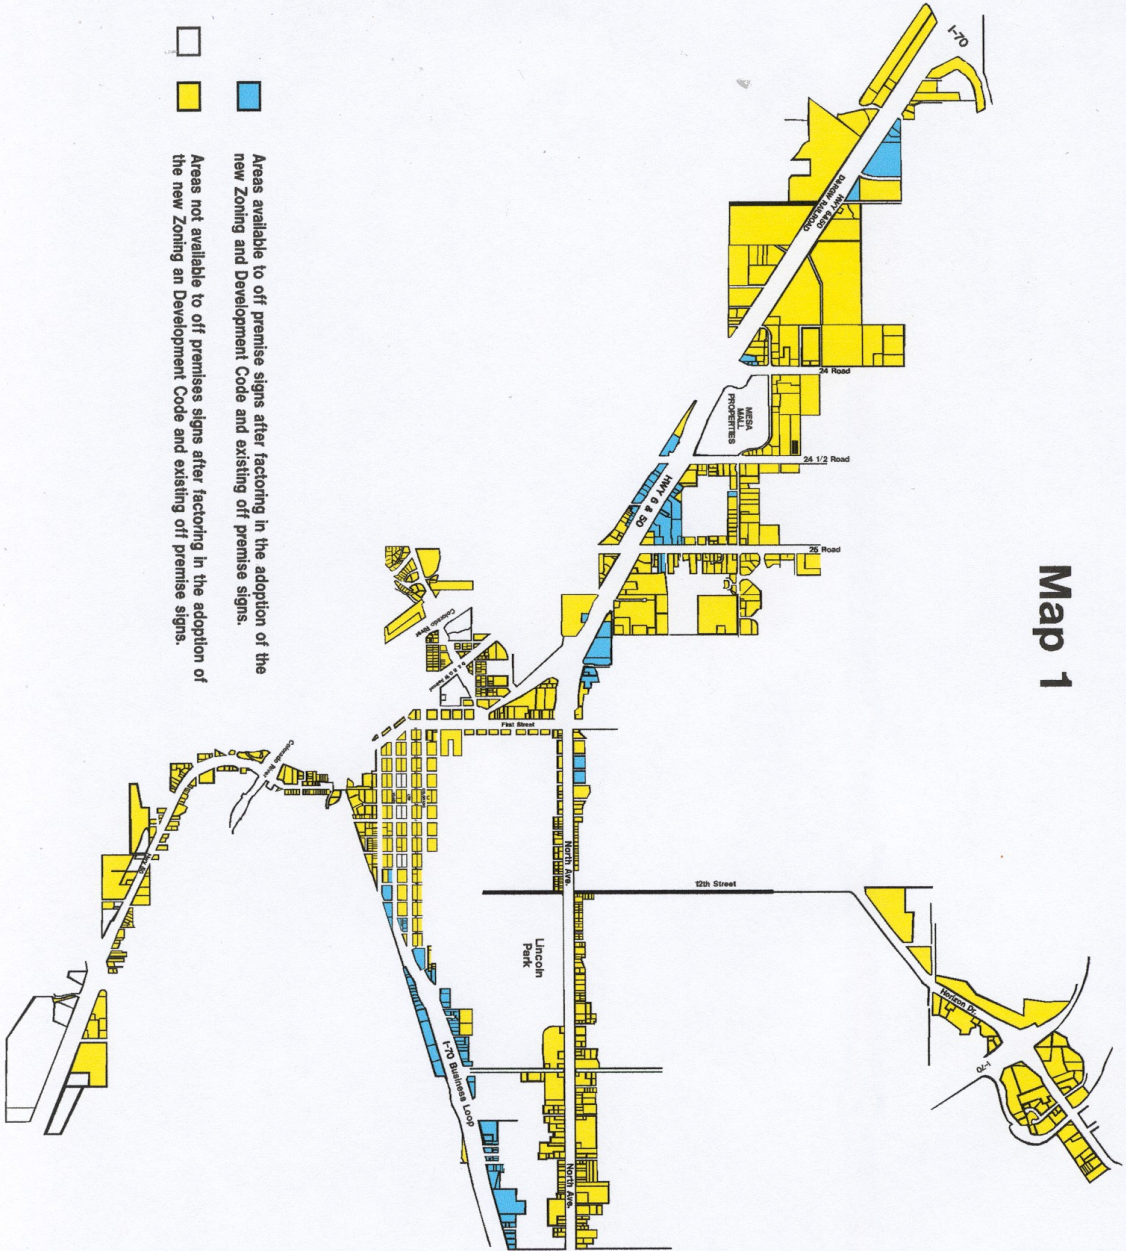 Map 1
I-70
HWY 6&50
D&RGW RAILROAD
24 Road
MESA
MALL
PROPERTIES
24 1/2 Road
HWY 6 & 50
25 Road
Colorado River
First Street
Colorado River
North Ave.
12th Street
Lincoln
Park
Horizon Dr.
I-70
I-70 Business Loop
North Ave.
Areas available to off premise signs after factoring in the adoption of the
new Zoning and Development Code and existing off premise signs.
Areas not available to off premises signs after factoring in the adoption of
the new Zoning an Development Code and existing off premise signs.